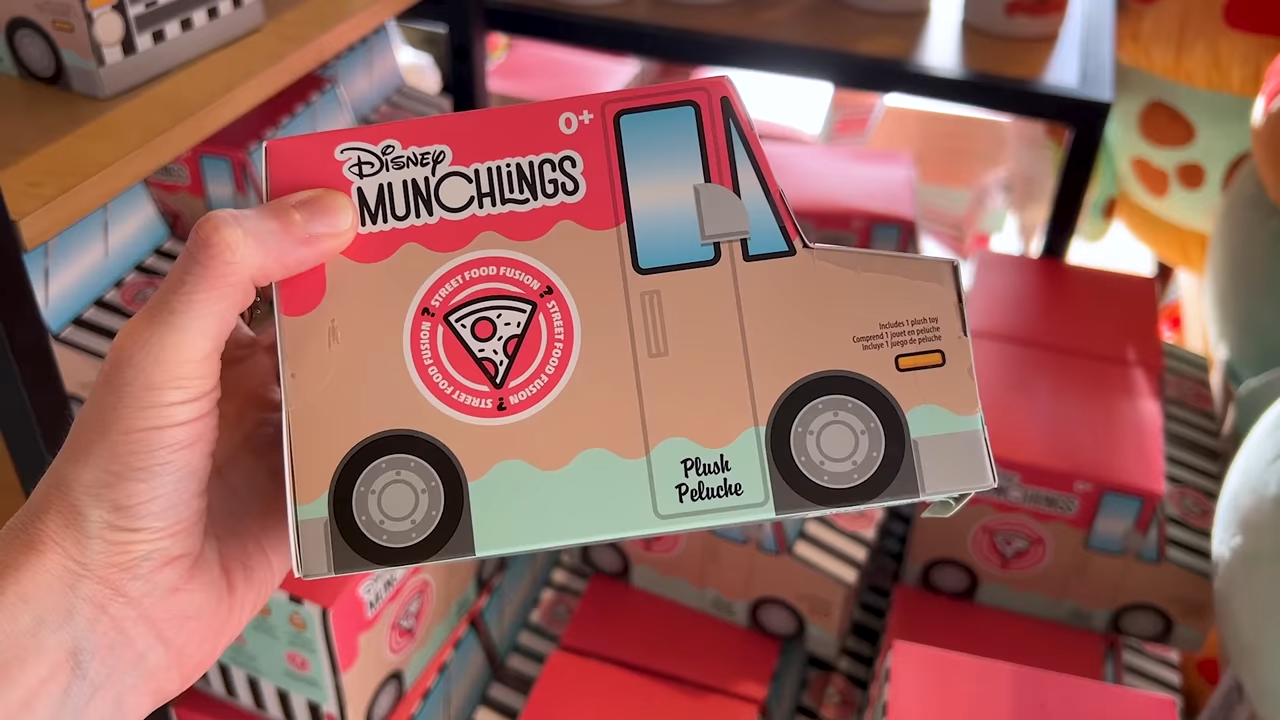 0+
Disney
MUNCHLINGS
STREET FOOD FUSION ? STREET FOOD FUSION ? STREET FOOD FUSION ?
Includes 1 plush toy
Comprend 1 jouet en peluche
Incluye 1 juego de peluche
Plush
Peluche